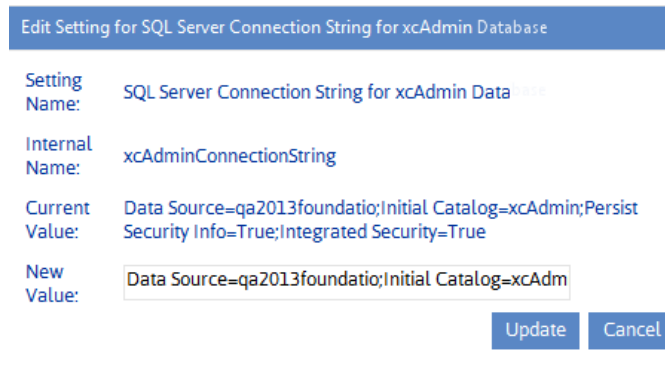 Edit Setting for SQL Server Connection String for xcAdmin Database
Setting
Name:
SQL Server Connection String for xcAdmin Data
Internal
Name:
xcAdminConnectionString
Current
Value:
Data Source=qa2013foundatio;Initial Catalog=xcAdmin;Persist
Security Info=True;Integrated Security=True
New
Value:
Data Source=qa2013foundatio;Initial Catalog=xcAdm
Update Cancel